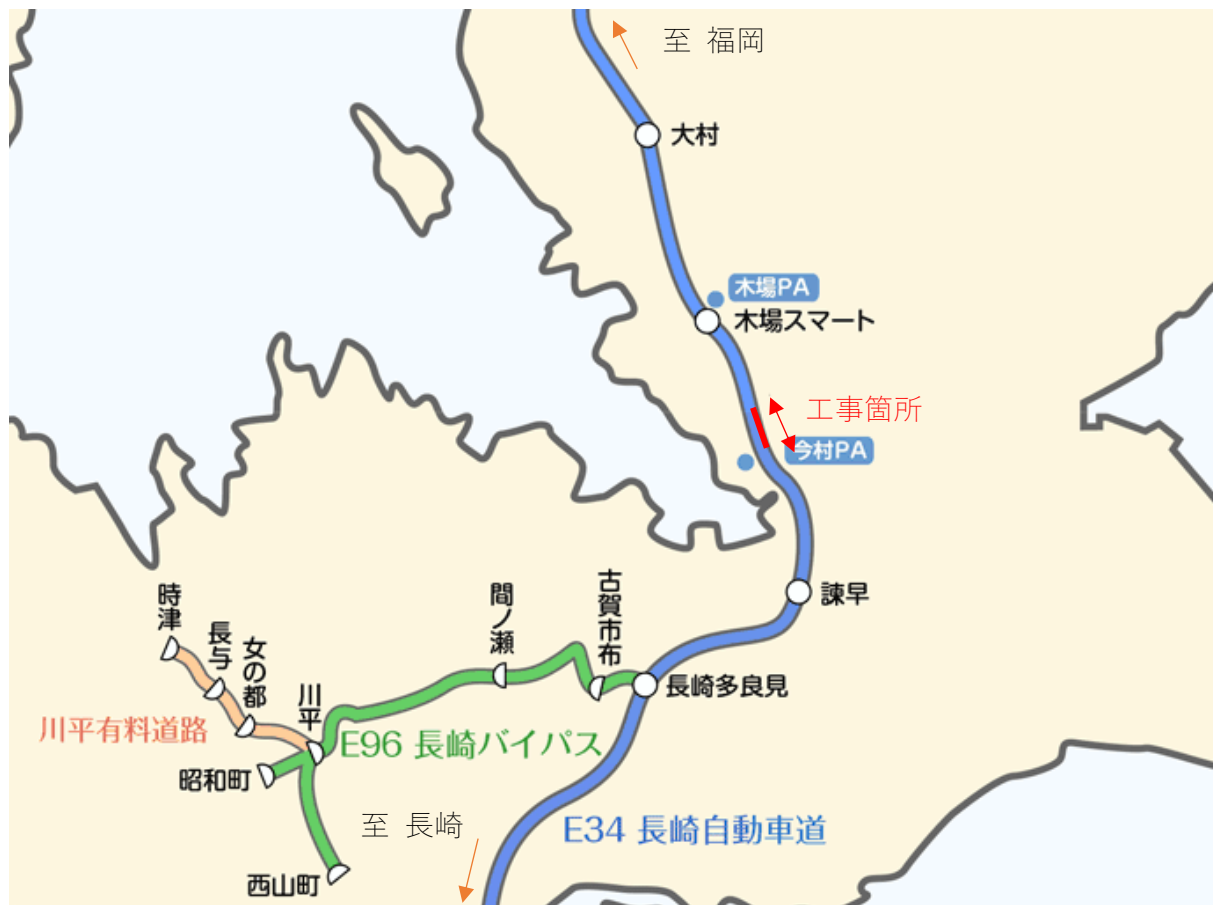 至 福岡
大村
木場PA
木場スマート
工事箇所
今村PA
諫早
古賀市布
間ノ瀬
時津
長与
女の都
川平
長崎多良見
川平有料道路
E96 長崎バイパス
昭和町
至 長崎
E34 長崎自動車道
西山町